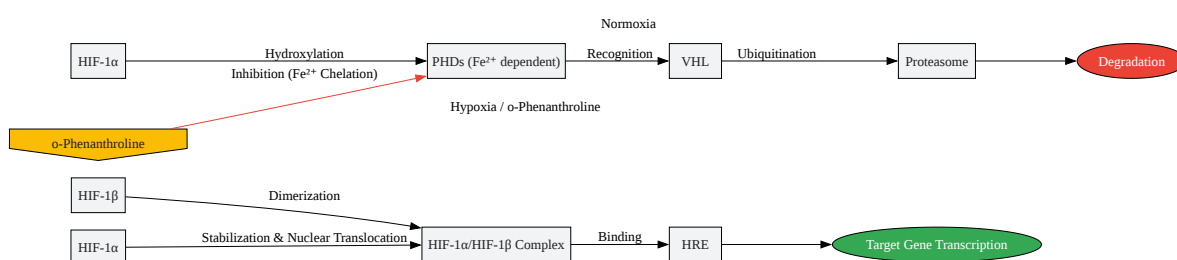 Normoxia
HIF-1α
Hydroxylation
PHDs (Fe²⁺ dependent)
Recognition
VHL
Ubiquitination
Proteasome
Degradation
Inhibition (Fe²⁺ Chelation)
Hypoxia / o-Phenanthroline
o-Phenanthroline
HIF-1β
Dimerization
HIF-1α
Stabilization & Nuclear Translocation
HIF-1α/HIF-1β Complex
Binding
HRE
Target Gene Transcription